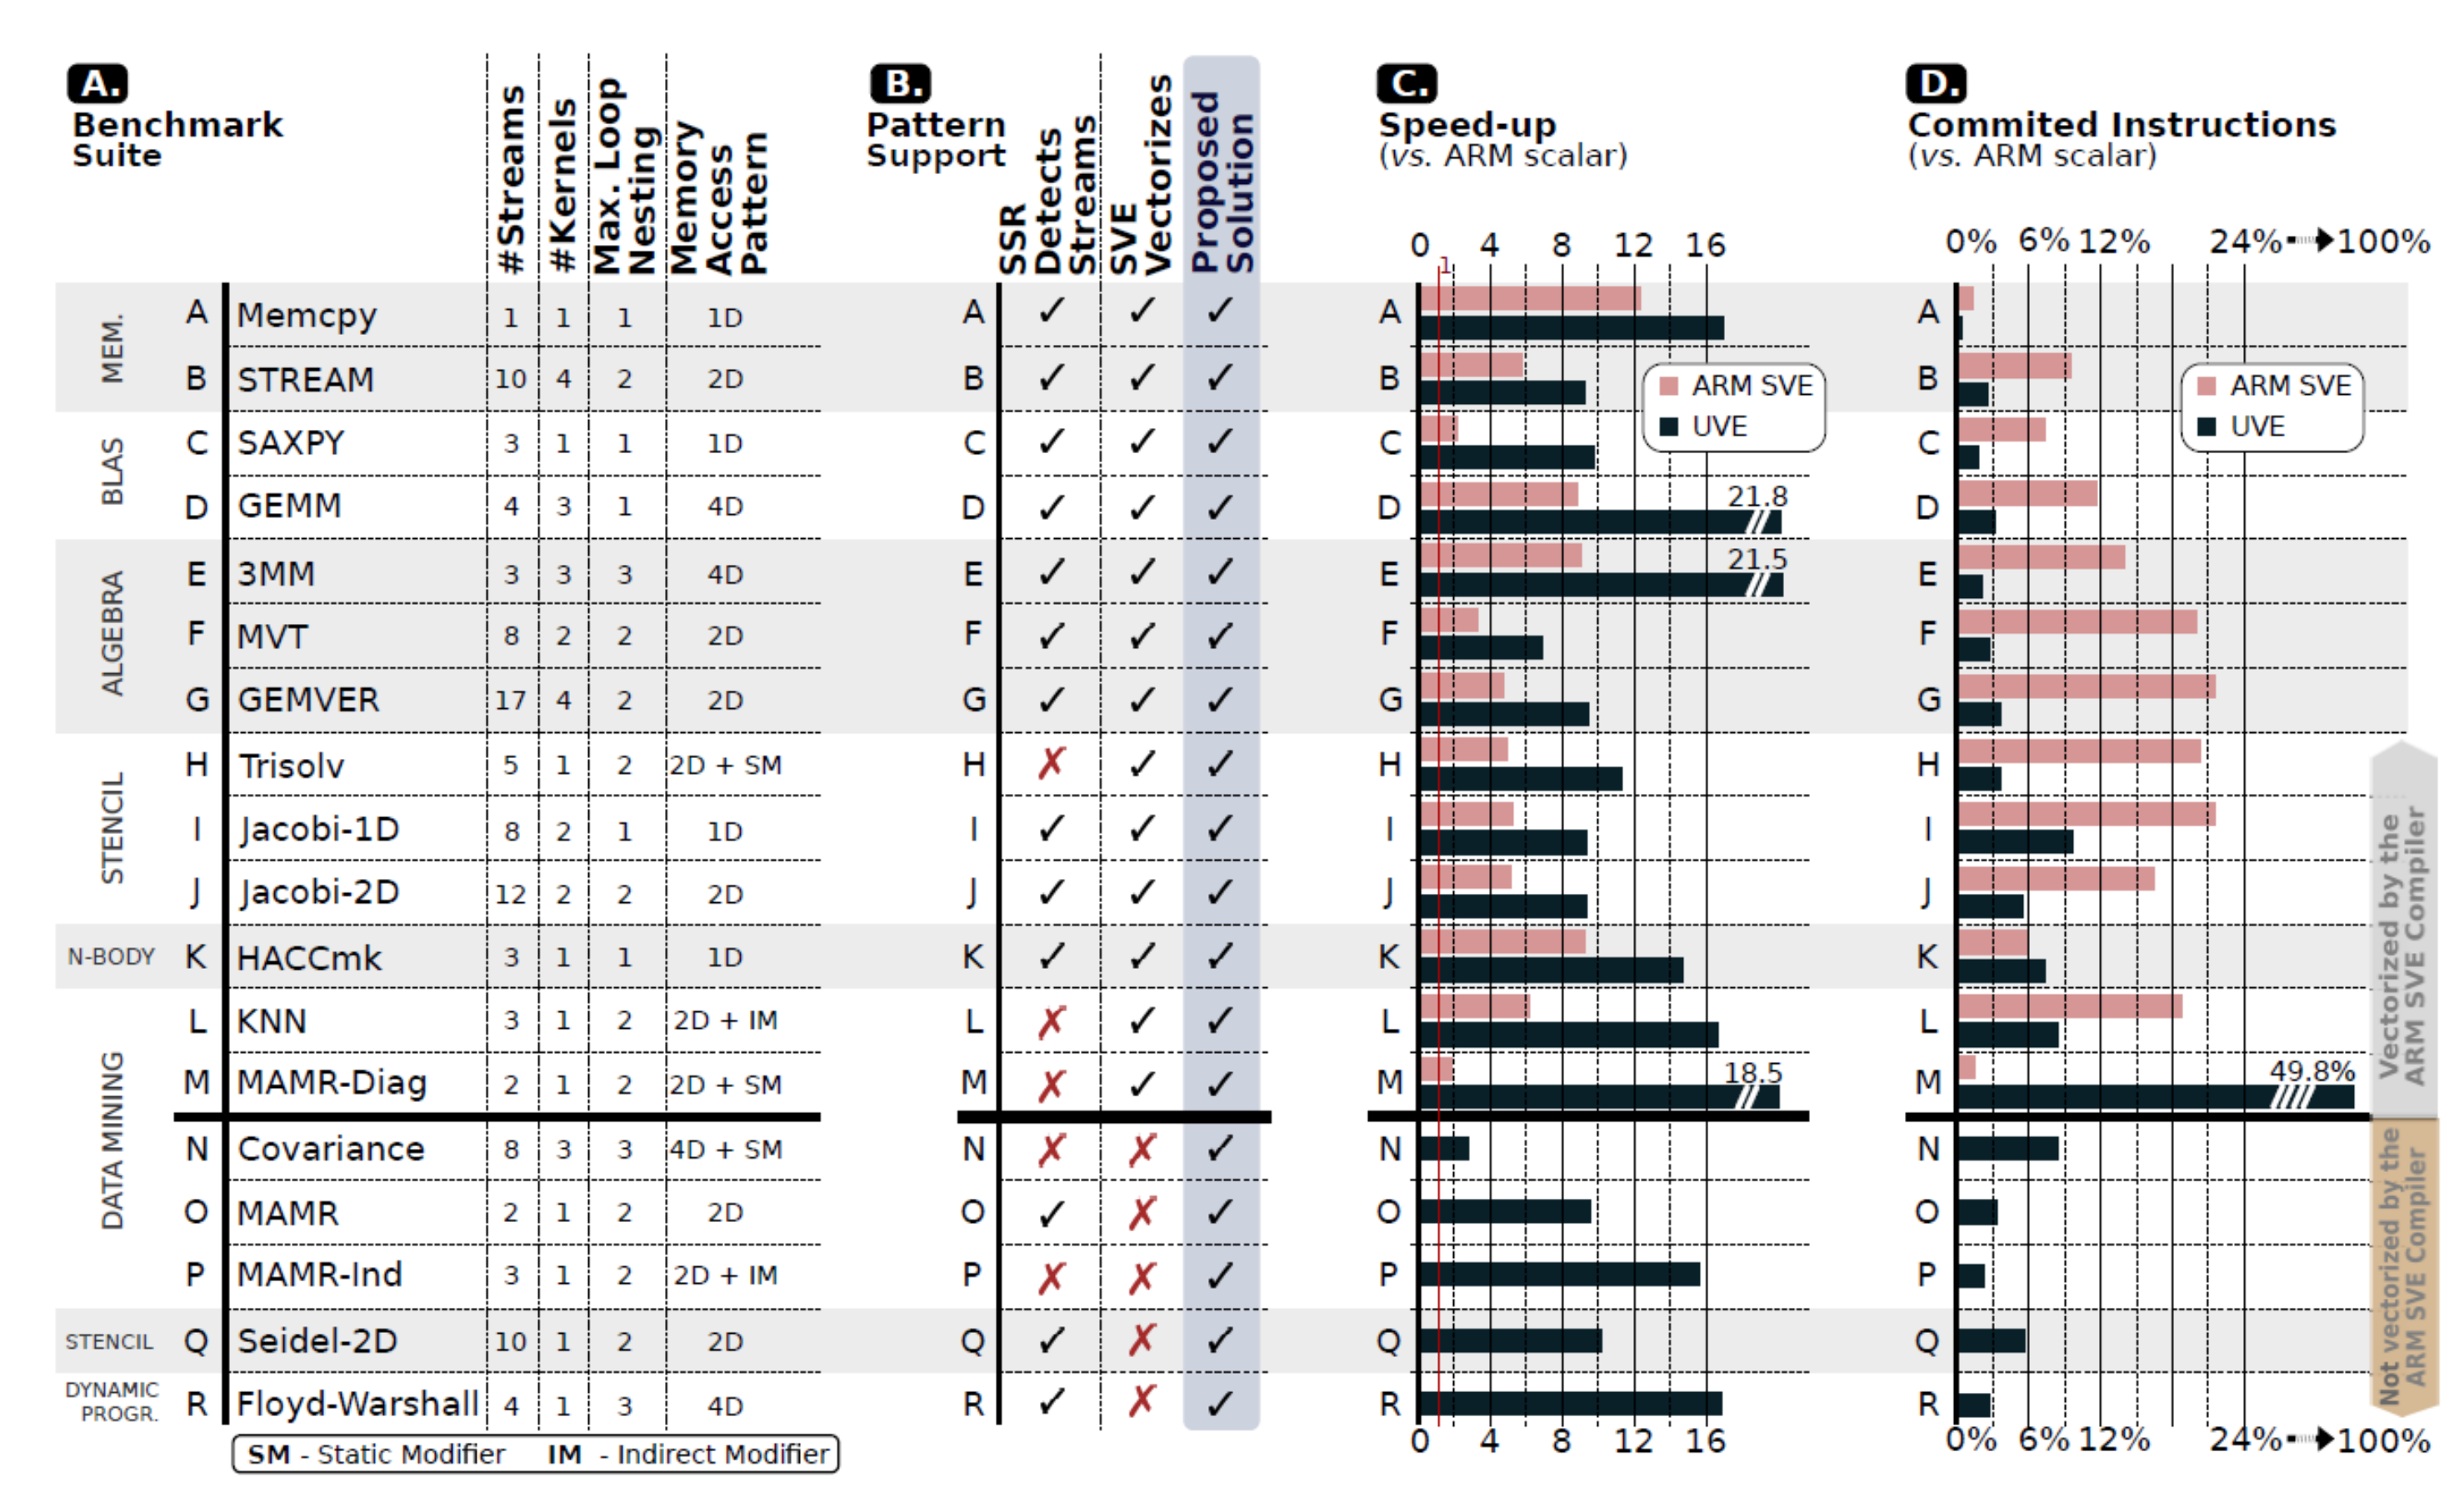 A.
Benchmark
Suite
#Streams
#Kernels
Max. Loop
Nesting
Memory
Access
Pattern
MEM.
A Memcpy 1 1 1 1D
B STREAM 10 4 2 2D
BLAS
C SAXPY 3 1 1 1D
D GEMM 4 3 1 4D
ALGEBRA
E 3MM 3 3 3 4D
F MVT 8 2 2 2D
G GEMVER 17 4 2 2D
STENCIL
H Trisolv 5 1 2 2D + SM
I Jacobi-1D 8 2 1 1D
J Jacobi-2D 12 2 2 2D
N-BODY K HACCmk 3 1 1 1D
DATA MINING
L KNN 3 1 2 2D + IM
M MAMR-Diag 2 1 2 2D + SM
N Covariance 8 3 3 4D + SM
O MAMR 2 1 2 2D
P MAMR-Ind 3 1 2 2D + IM
STENCIL Q Seidel-2D 10 1 2 2D
DYNAMIC
PROGR.
R Floyd-Warshall 4 1 3 4D
SM - Static Modifier IM - Indirect Modifier
B.
Pattern
Support
SSR
Detects
Streams
SVE
Vectorizes
Proposed
Solution
A ✓ ✓ ✓
B ✓ ✓ ✓
C ✓ ✓ ✓
D ✓ ✓ ✓
E ✓ ✓ ✓
F ✓ ✓ ✓
G ✓ ✓ ✓
H ✗ ✓ ✓
I ✓ ✓ ✓
J ✓ ✓ ✓
K ✓ ✓ ✓
L ✗ ✓ ✓
M ✗ ✓ ✓
N ✗ ✗ ✓
O ✓ ✗ ✓
P ✗ ✗ ✓
Q ✓ ✗ ✓
R ✓ ✗ ✓
C.
Speed-up
(vs. ARM scalar)
0 4 8 12 16
1
A
B
ARM SVE
UVE
C
D 21.8
E 21.5
F
G
H
I
J
K
L
M 18.5
N
O
P
Q
R
0 4 8 12 16
D.
Commited Instructions
(vs. ARM scalar)
0% 6% 12% 24% 100%
A
B
ARM SVE
UVE
C
D
E
F
G
H
I
J
K
L
M 49.8%
N
O
P
Q
R
0% 6% 12% 24% 100%
Vectorized by the
ARM SVE Compiler
Not vectorized by the
ARM SVE Compiler